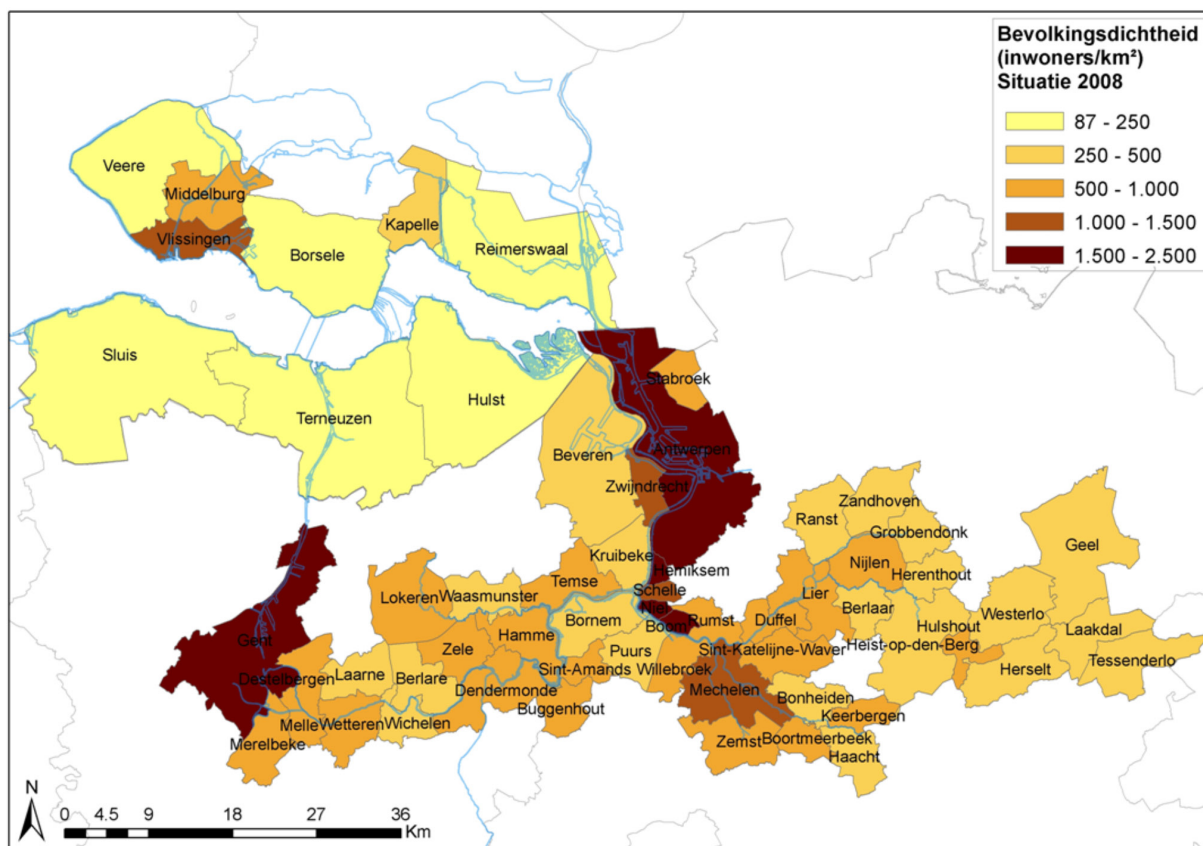 Bevolkingsdichtheid
(inwoners/km²)
Situatie 2008
87 - 250
250 - 500
500 - 1.000
1.000 - 1.500
1.500 - 2.500
Veere
Middelburg
Vlissingen
Borsele
Kapelle
Reimerswaal
Sluis
Terneuzen
Hulst
Stabroek
Antwerpen
Beveren
Zwijndrecht
Kruibeke
Hemiksem
Schelle
Niel
Boom
Rumst
Ranst
Zandhoven
Grobbendonk
Nijlen
Herenthout
Geel
Lier
Berlaar
Duffel
Hulshout
Westerlo
Laakdal
Tessenderlo
Herselt
Heist-op-den-Berg
Sint-Katelijne-Waver
Lokeren
Waasmunster
Temse
Bornem
Hamme
Zele
Puurs
Sint-Amands
Willebroek
Gent
Destelbergen
Laarne
Berlare
Dendermonde
Buggenhout
Melle
Wetteren
Wichelen
Merelbeke
Mechelen
Bonheiden
Keerbergen
Zemst
Boortmeerbeek
Haacht
N
0 4.5 9 18 27 36
Km